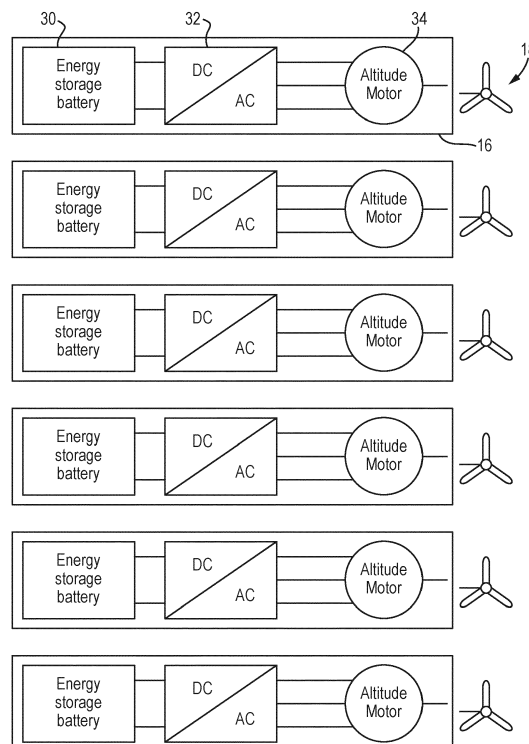 30
32
34
Energy
storage
battery
DC
AC
Altitude
Motor
16
Energy
storage
battery
DC
AC
Altitude
Motor
Energy
storage
battery
DC
AC
Altitude
Motor
Energy
storage
battery
DC
AC
Altitude
Motor
Energy
storage
battery
DC
AC
Altitude
Motor
Energy
storage
battery
DC
AC
Altitude
Motor